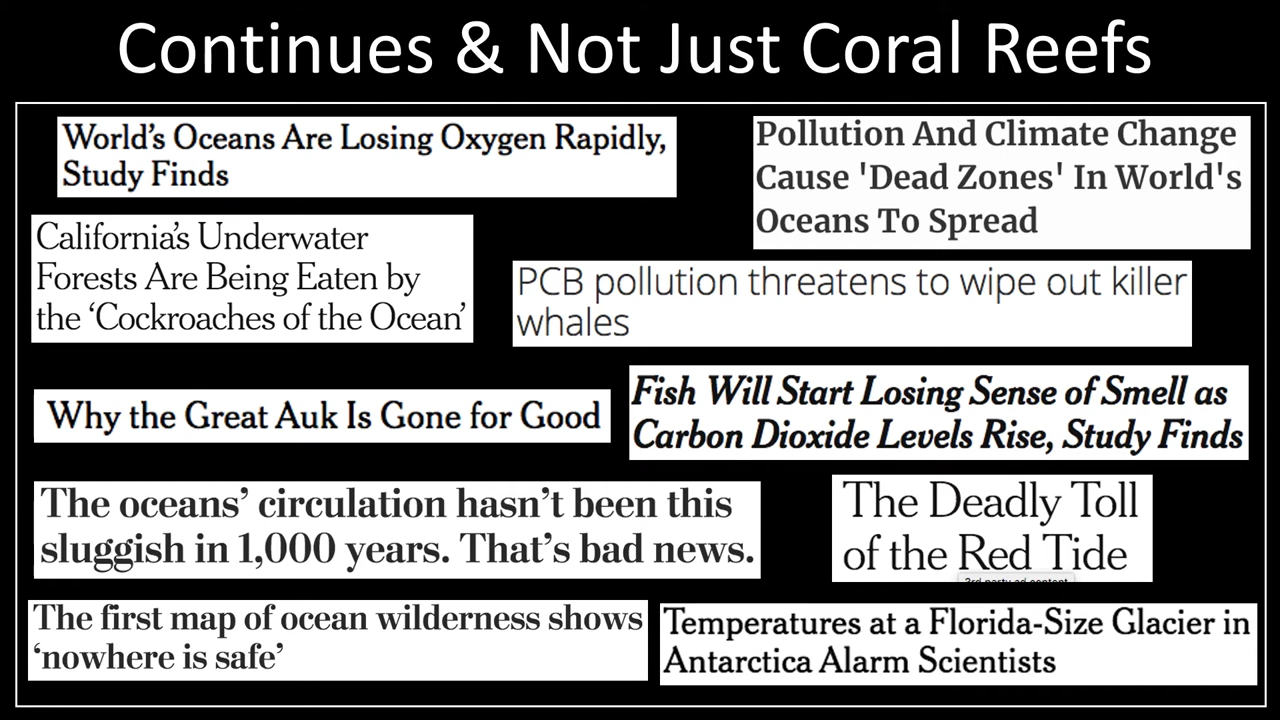 Continues & Not Just Coral Reefs
World's Oceans Are Losing Oxygen Rapidly,
Study Finds
Pollution And Climate Change
Cause 'Dead Zones' In World's
Oceans To Spread
California's Underwater
Forests Are Being Eaten by
the 'Cockroaches of the Ocean'
PCB pollution threatens to wipe out killer
whales
Why the Great Auk Is Gone for Good
Fish Will Start Losing Sense of Smell as
Carbon Dioxide Levels Rise, Study Finds
The oceans' circulation hasn't been this
sluggish in 1,000 years. That's bad news.
The Deadly Toll
of the Red Tide
3rd party ad content
The first map of ocean wilderness shows
'nowhere is safe'
Temperatures at a Florida-Size Glacier in
Antarctica Alarm Scientists